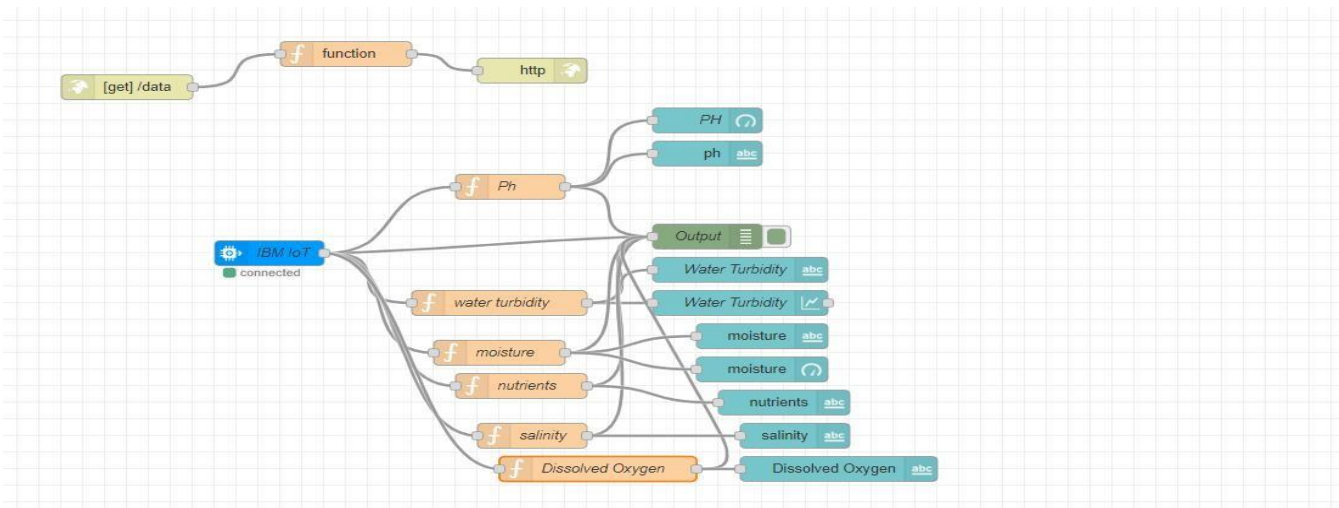 function
http
[get] /data
PH
ph abc
Ph
Output
IBM IoT
connected
Water Turbidity abc
water turbidity
Water Turbidity
moisture abc
moisture
moisture
nutrients
nutrients abc
salinity
salinity abc
Dissolved Oxygen
Dissolved Oxygen abc